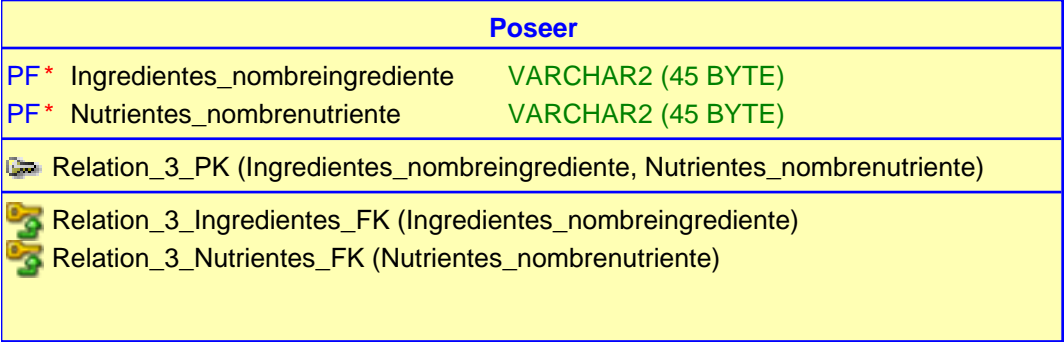 Poseer
PF* Ingredientes_nombreingrediente VARCHAR2 (45 BYTE)
PF* Nutrientes_nombrenutriente VARCHAR2 (45 BYTE)
Relation_3_PK (Ingredientes_nombreingrediente, Nutrientes_nombrenutriente)
Relation_3_Ingredientes_FK (Ingredientes_nombreingrediente)
Relation_3_Nutrientes_FK (Nutrientes_nombrenutriente)